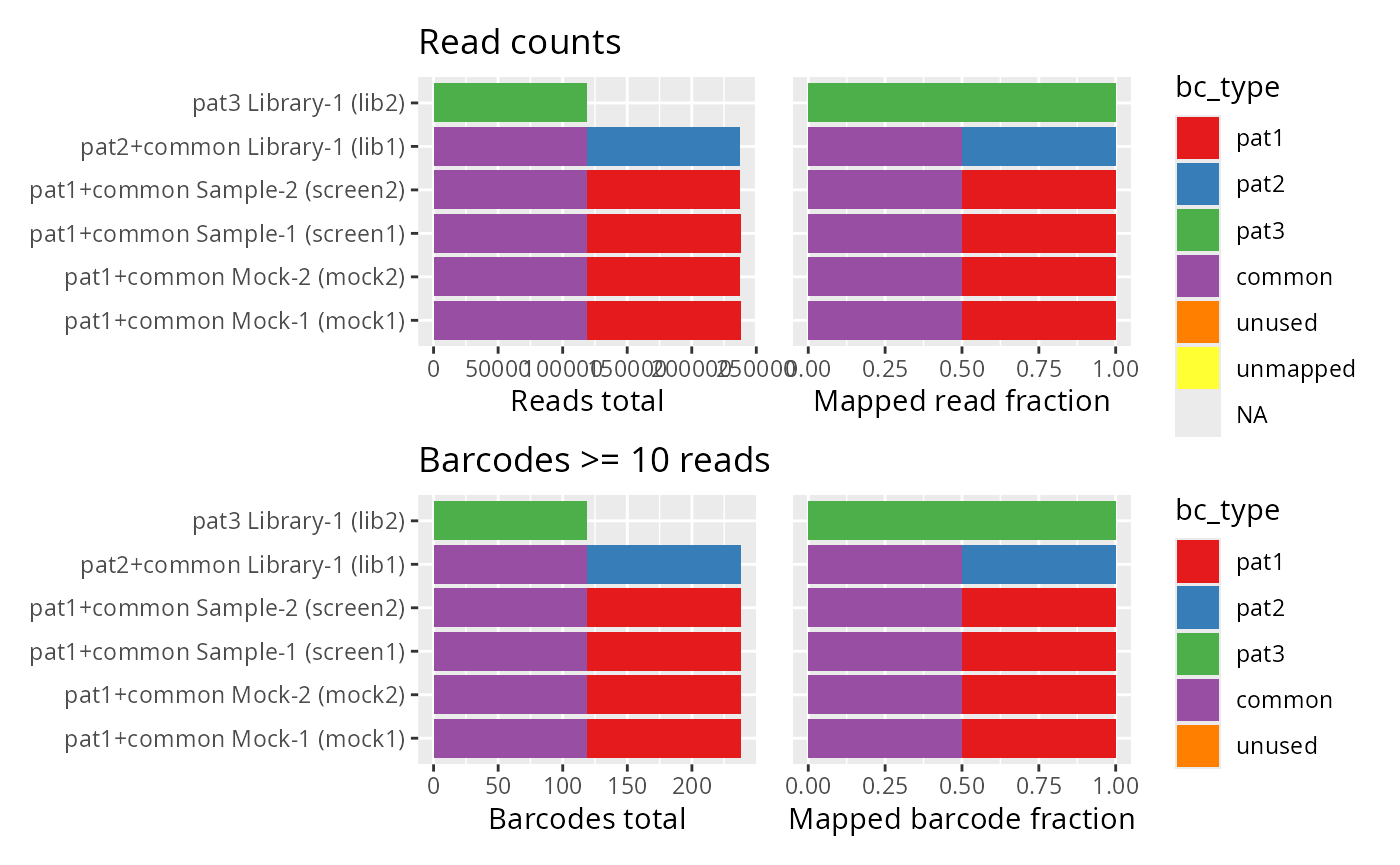 Read counts
pat3 Library-1 (lib2)
pat2+common Library-1 (lib1)
pat1+common Sample-2 (screen2)
pat1+common Sample-1 (screen1)
pat1+common Mock-2 (mock2)
pat1+common Mock-1 (mock1)
0 50000 100000 150000 200000 250000
Reads total
0.00 0.25 0.50 0.75 1.00
Mapped read fraction
bc_type
pat1
pat2
pat3
common
unused
unmapped
NA
Barcodes >= 10 reads
pat3 Library-1 (lib2)
pat2+common Library-1 (lib1)
pat1+common Sample-2 (screen2)
pat1+common Sample-1 (screen1)
pat1+common Mock-2 (mock2)
pat1+common Mock-1 (mock1)
0 50 100 150 200
Barcodes total
0.00 0.25 0.50 0.75 1.00
Mapped barcode fraction
bc_type
pat1
pat2
pat3
common
unused